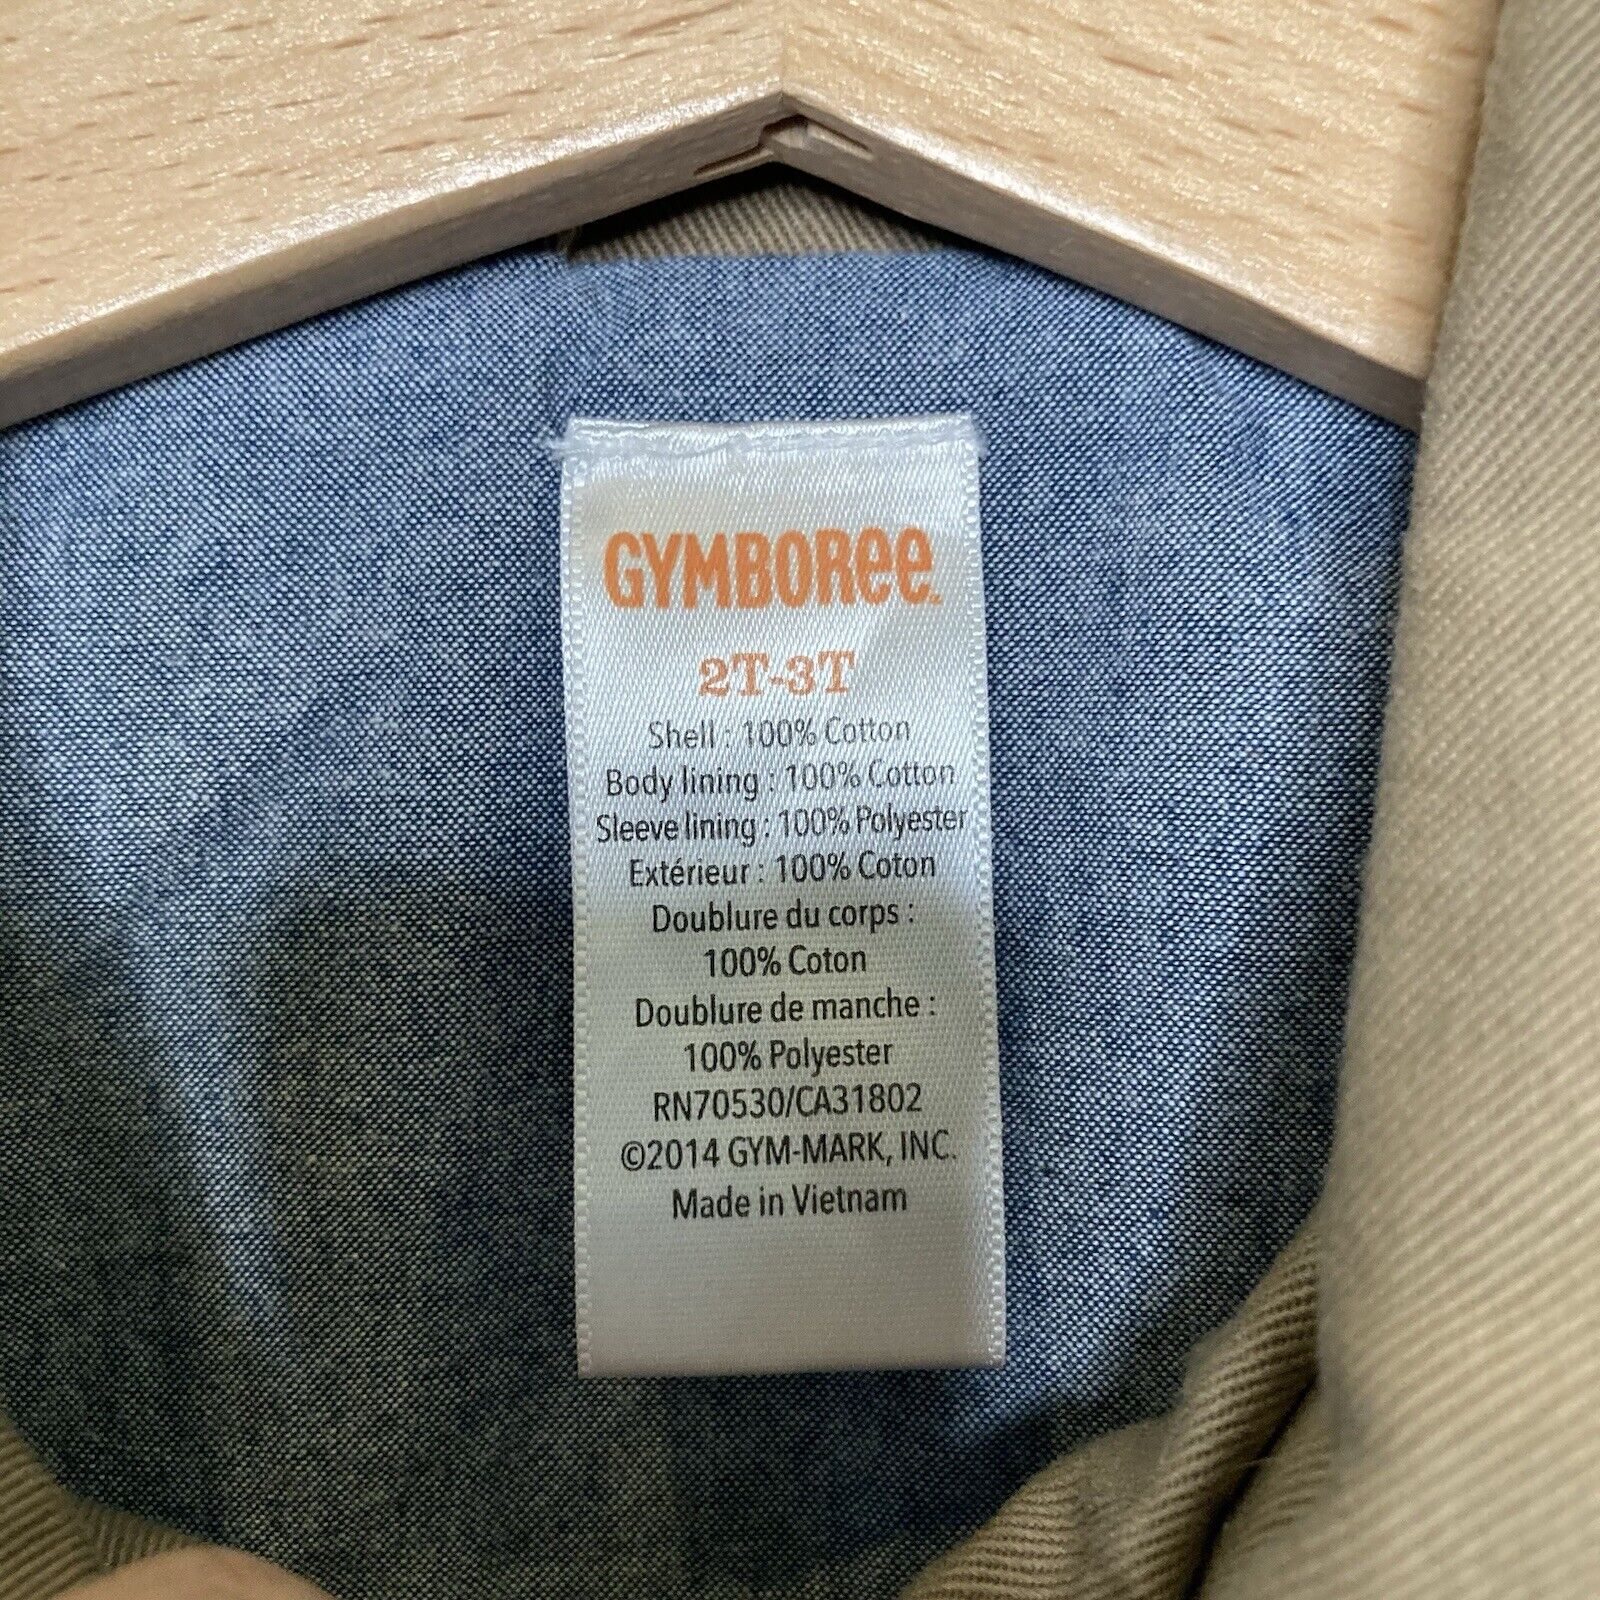 GYMBOREE
2T-3T
Shell : 100% Cotton
Body lining : 100% Cotton
Sleeve lining : 100% Polyester
Extérieur : 100% Coton
Doublure du corps :
100% Coton
Doublure de manche :
100% Polyester
RN70530/CA31802
©2014 GYM-MARK, INC.
Made in Vietnam